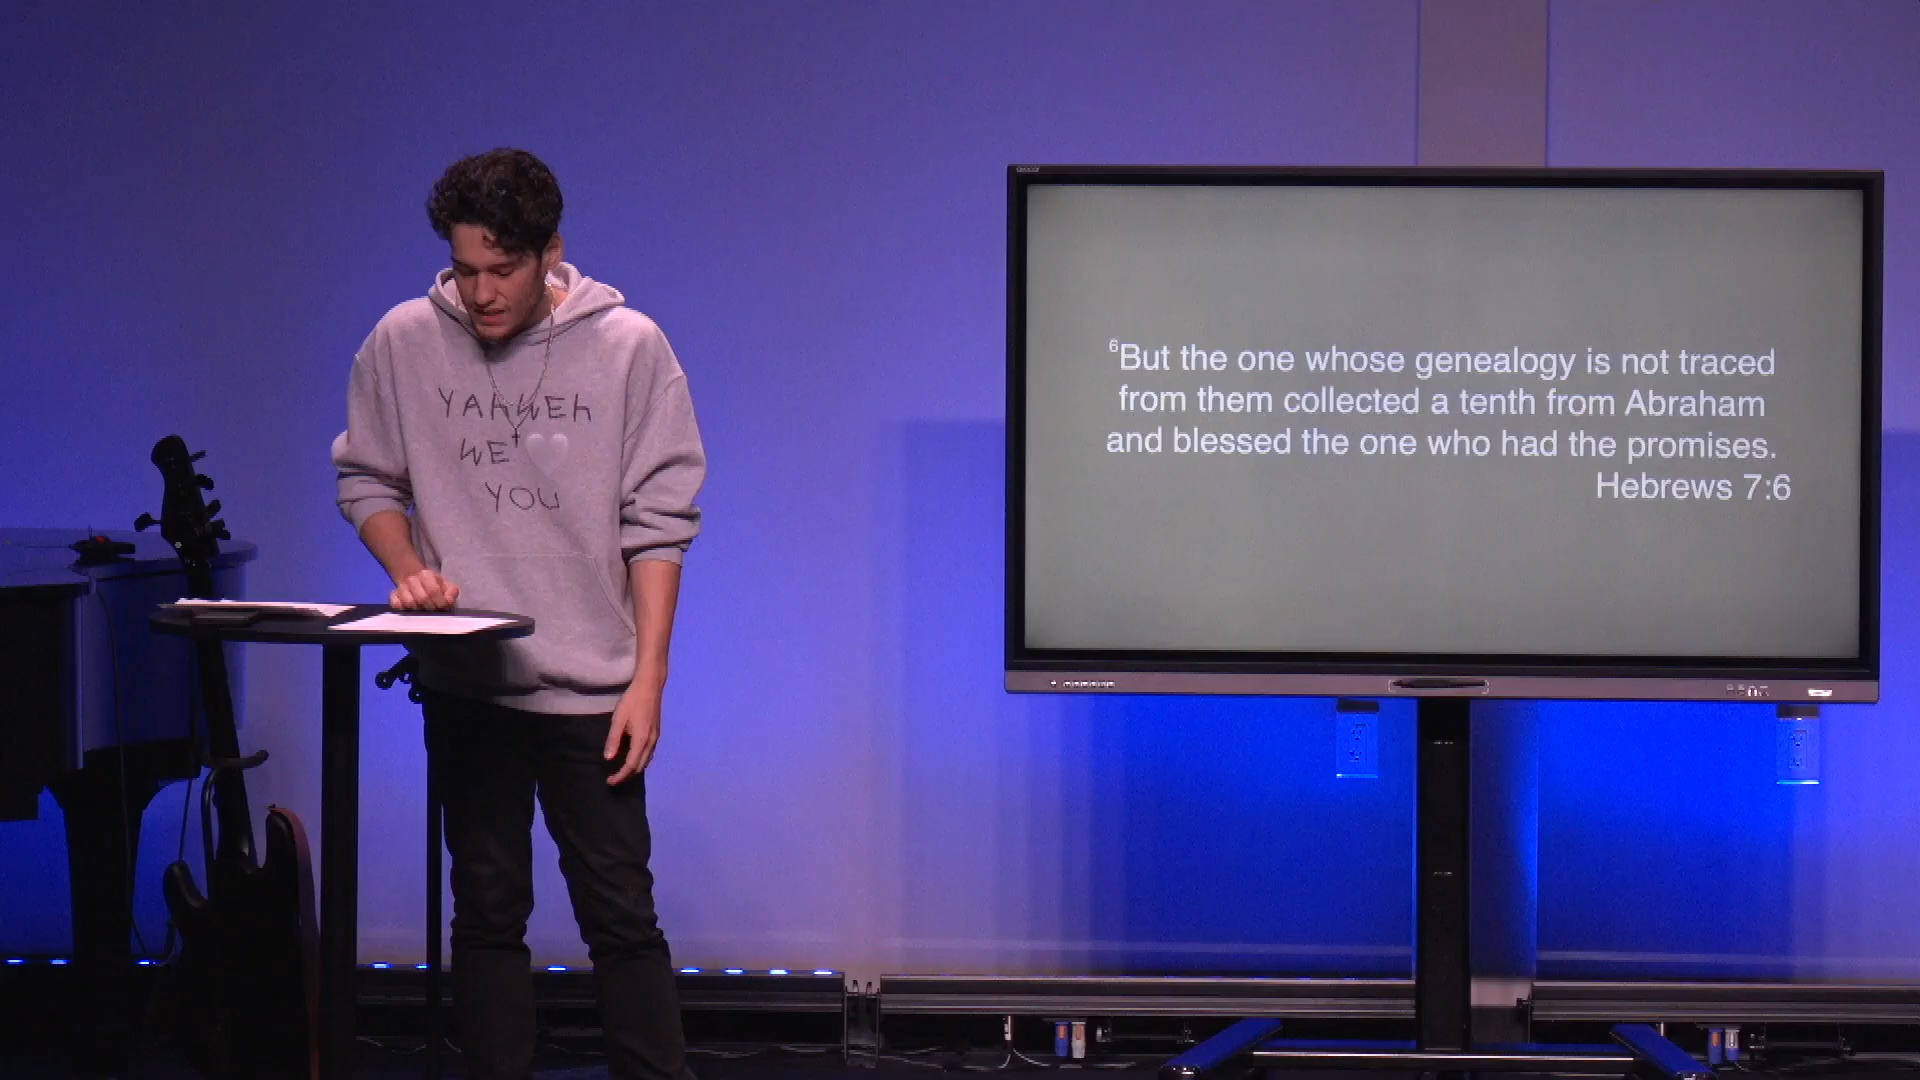 YAHWEH
WE 🤍
YOU
⁶But the one whose genealogy is not traced
from them collected a tenth from Abraham
and blessed the one who had the promises.
Hebrews 7:6